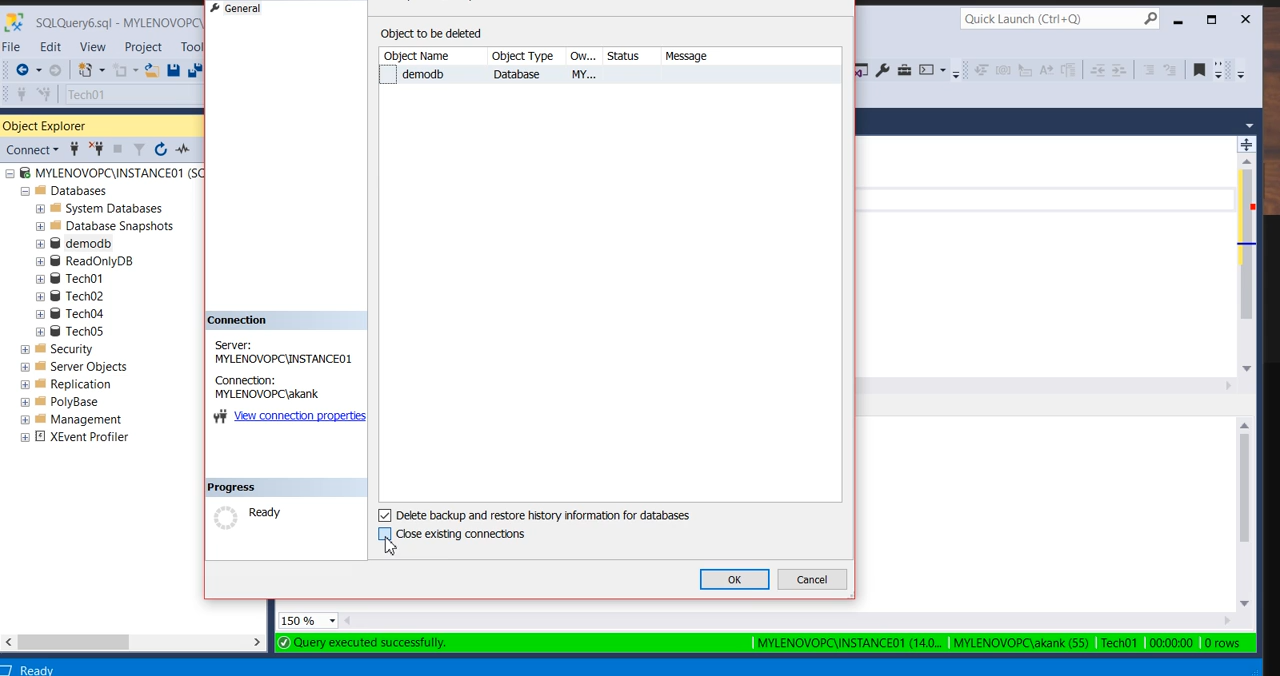 General
SQLQuery6.sql - MYLENOVOPC\
Quick Launch (Ctrl+Q)
File Edit View Project Tool
Tech01
Object to be deleted
Object Name Object Type Ow... Status Message
demodb Database MY...
Object Explorer
Connect
MYLENOVOPC\INSTANCE01 (SQ
Databases
System Databases
Database Snapshots
demodb
ReadOnlyDB
Tech01
Tech02
Tech04
Tech05
Security
Server Objects
Replication
PolyBase
Management
XEvent Profiler
Connection
Server:
MYLENOVOPC\INSTANCE01
Connection:
MYLENOVOPC\akank
View connection properties
Progress
Ready
Delete backup and restore history information for databases
Close existing connections
OK Cancel
150 %
Query executed successfully. MYLENOVOPC\INSTANCE01 (14.0... MYLENOVOPC\akank (55) Tech01 00:00:00 0 rows
Ready